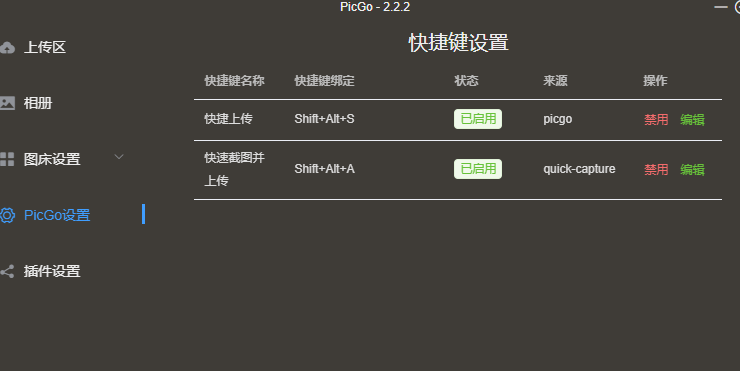 PicGo - 2.2.2
上传区
相册
图床设置
PicGo设置
插件设置
快捷键设置
快捷键名称 快捷键绑定 状态 来源 操作
快捷上传 Shift+Alt+S 已启用 picgo 禁用 编辑
快速截图并
上传 Shift+Alt+A 已启用 quick-capture 禁用 编辑